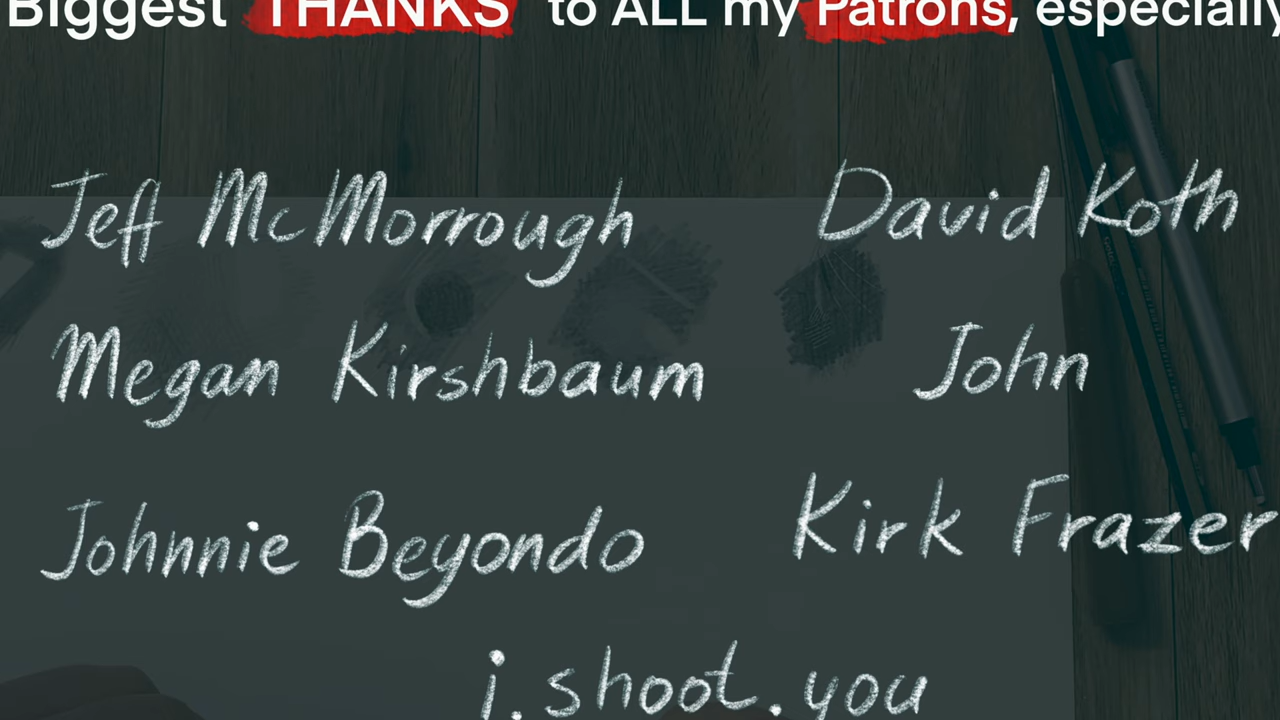 Biggest THANKS to ALL my Patrons, especially
Jeff McMorrough David Koth
Megan Kirshbaum John
Johnnie Beyondo Kirk Frazer
i.shoot.you